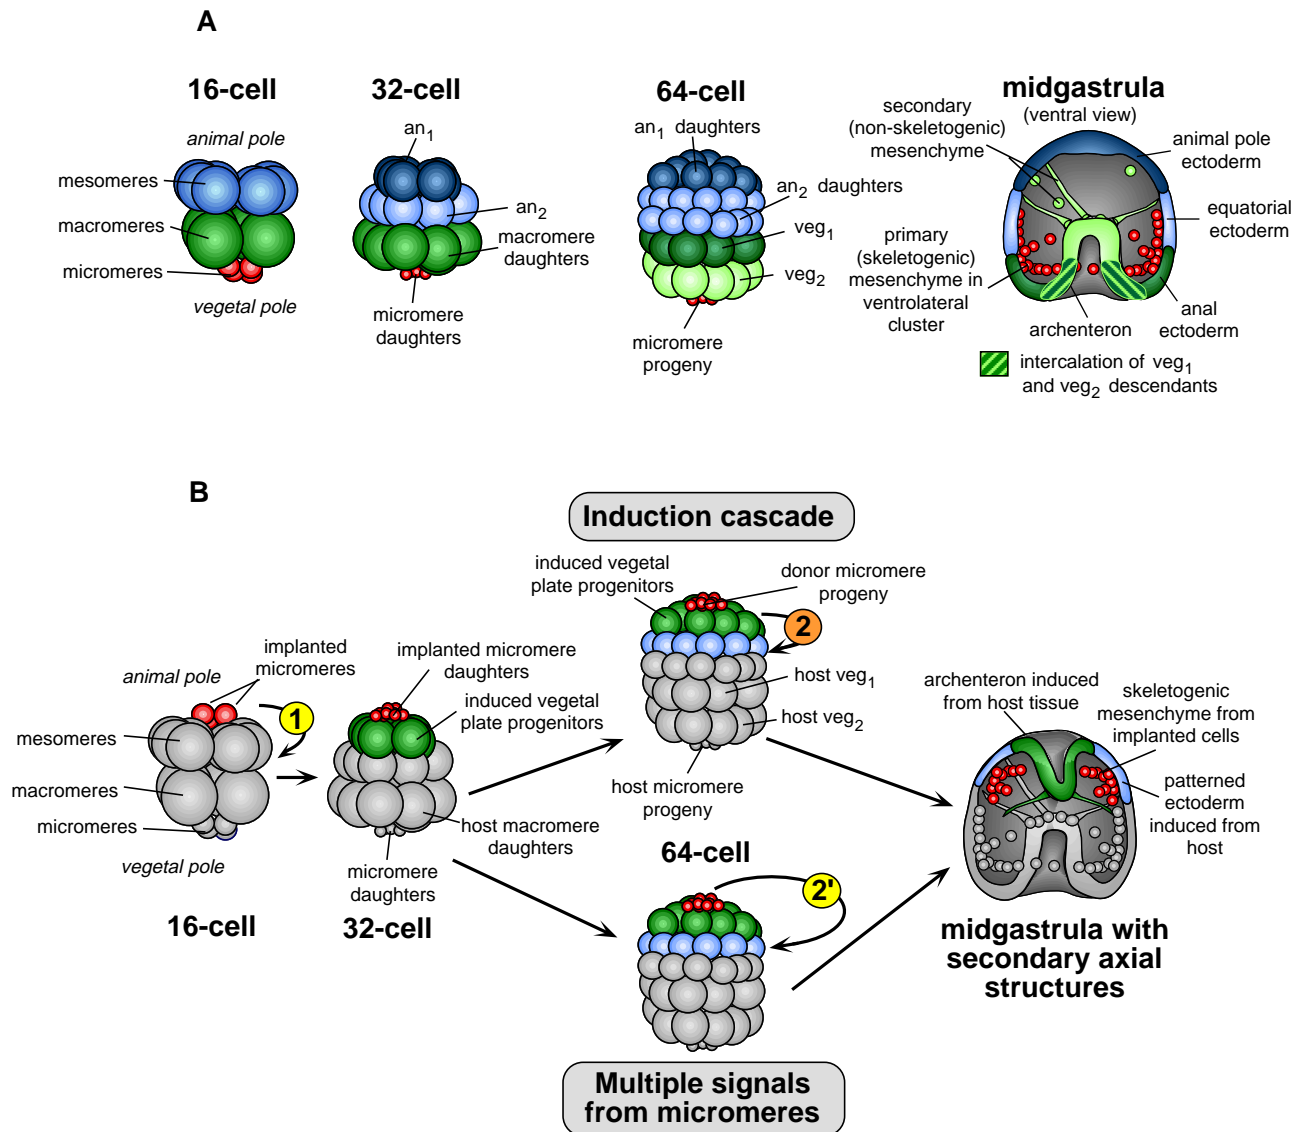 A
16-cell
animal pole
mesomeres
macromeres
micromeres
vegetal pole
32-cell
an1
an2
macromere
daughters
micromere
daughters
64-cell
an1 daughters
an2 daughters
veg1
veg2
micromere
progeny
midgastrula
(ventral view)
secondary
(non-skeletogenic)
mesenchyme
animal pole
ectoderm
equatorial
ectoderm
primary
(skeletogenic)
mesenchyme in
ventrolateral
cluster
archenteron
anal
ectoderm
intercalation of veg1
and veg2 descendants
B
Induction cascade
induced vegetal
plate progenitors
donor micromere
progeny
2
host veg1
host veg2
host micromere
progeny
64-cell
implanted
micromeres
animal pole
1
mesomeres
macromeres
micromeres
vegetal pole
16-cell
implanted micromere
daughters
induced vegetal
plate progenitors
host macromere
daughters
micromere
daughters
32-cell
2'
Multiple signals
from micromeres
archenteron induced
from host tissue
skeletogenic
mesenchyme from
implanted cells
patterned
ectoderm
induced from
host
midgastrula with
secondary axial
structures